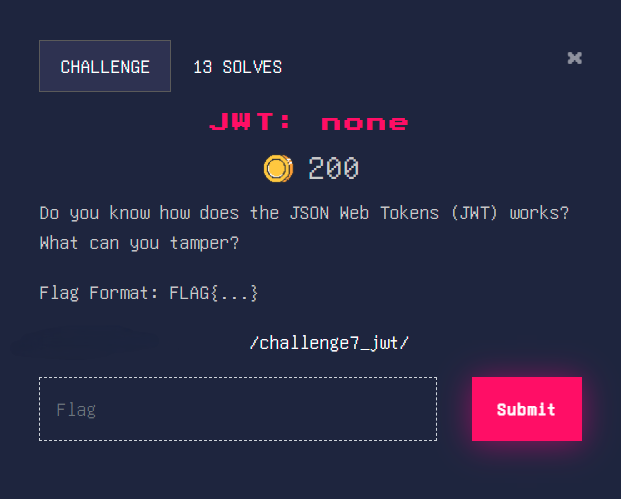 CHALLENGE
13 SOLVES
JWT: none
200
Do you know how does the JSON Web Tokens (JWT) works?
What can you tamper?
Flag Format: FLAG{...}
/challenge7_jwt/
Flag
Submit